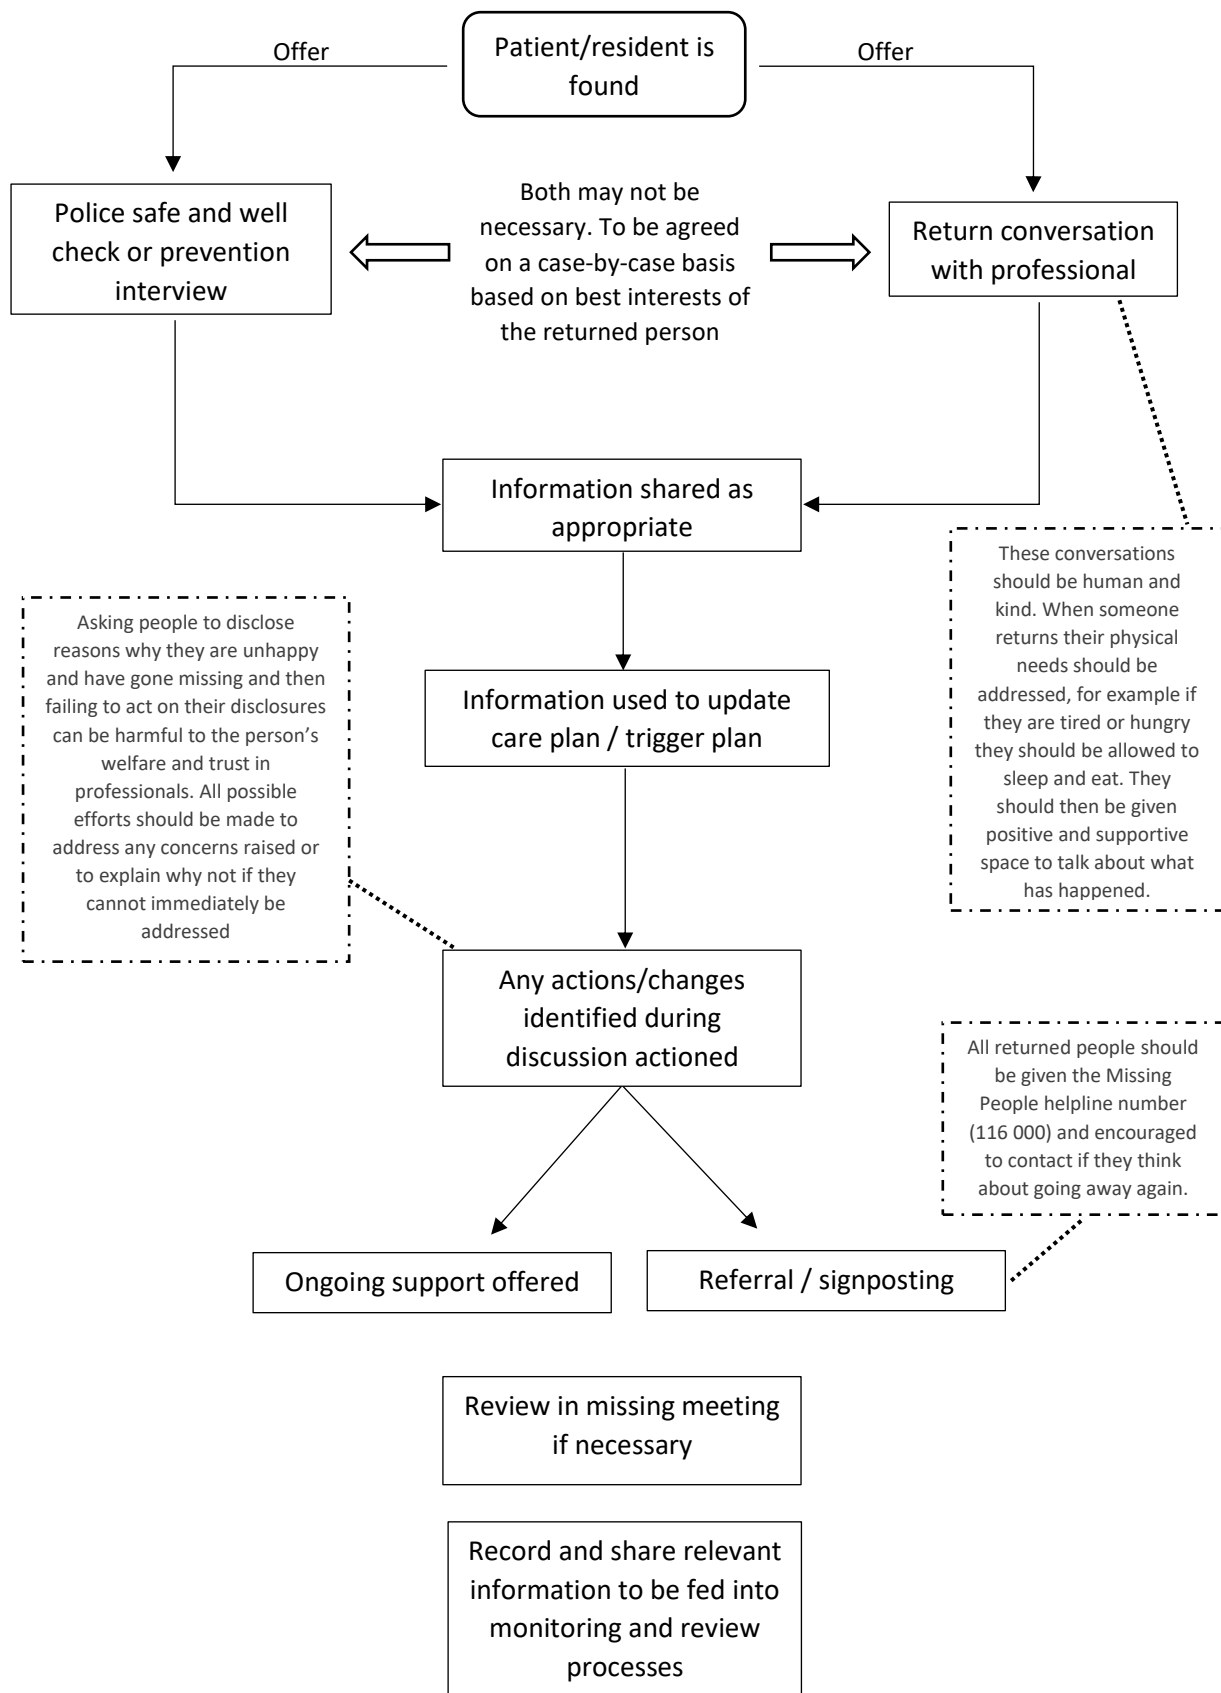 Offer
Patient/resident is
found
Offer
Police safe and well
check or prevention
interview
Both may not be
necessary. To be agreed
on a case-by-case basis
based on best interests of
the returned person
Return conversation
with professional
Information shared as
appropriate
These conversations
should be human and
kind. When someone
returns their physical
needs should be
addressed, for example if
they are tired or hungry
they should be allowed to
sleep and eat. They
should then be given
positive and supportive
space to talk about what
has happened.
Asking people to disclose
reasons why they are unhappy
and have gone missing and then
failing to act on their disclosures
can be harmful to the person’s
welfare and trust in
professionals. All possible
efforts should be made to
address any concerns raised or
to explain why not if they
cannot immediately be
addressed
Information used to update
care plan / trigger plan
Any actions/changes
identified during
discussion actioned
All returned people should
be given the Missing
People helpline number
(116 000) and encouraged
to contact if they think
about going away again.
Ongoing support offered
Referral / signposting
Review in missing meeting
if necessary
Record and share relevant
information to be fed into
monitoring and review
processes